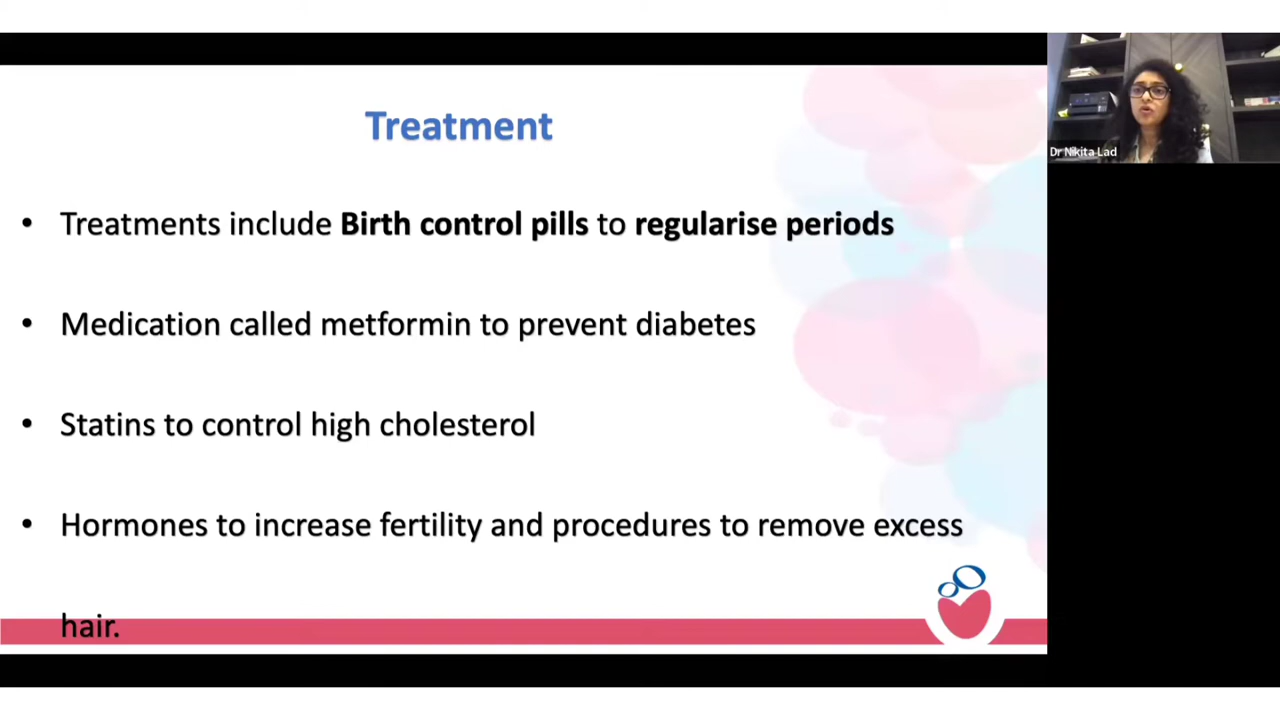 Treatment
• Treatments include Birth control pills to regularise periods
• Medication called metformin to prevent diabetes
• Statins to control high cholesterol
• Hormones to increase fertility and procedures to remove excess
hair.
Dr Nikita Lad